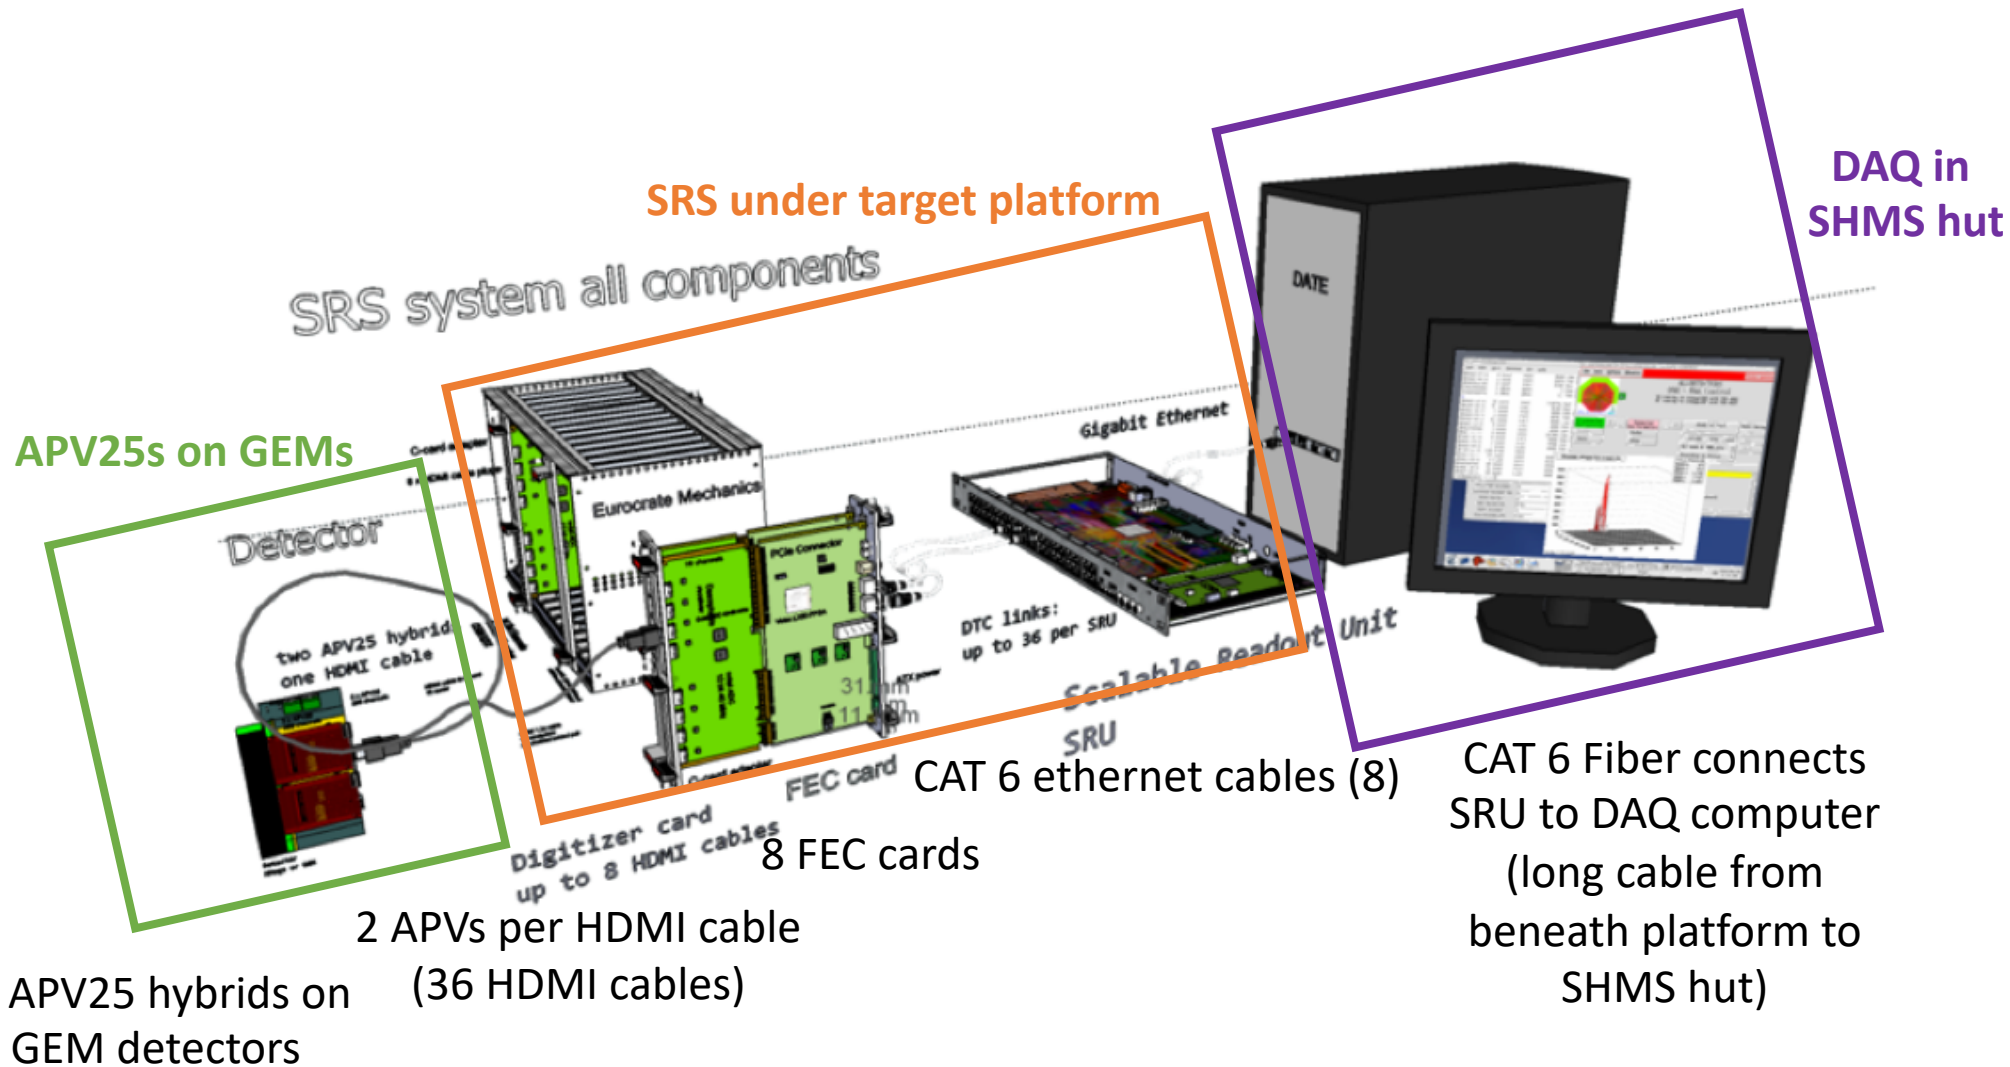 DAQ in
SHMS hut
SRS under target platform
SRS system all components
DATE
APV25s on GEMs
Gigabit Ethernet
Eurocrate Mechanics
Detector
PCIe Connector
two APV25 hybrids
one HDMI cable
DTC links:
up to 36 per SRU
Scalable Readout Unit
SRU
FEC card
Digitizer card
up to 8 HDMI cables
CAT 6 ethernet cables (8)
8 FEC cards
2 APVs per HDMI cable
(36 HDMI cables)
APV25 hybrids on
GEM detectors
CAT 6 Fiber connects
SRU to DAQ computer
(long cable from
beneath platform to
SHMS hut)